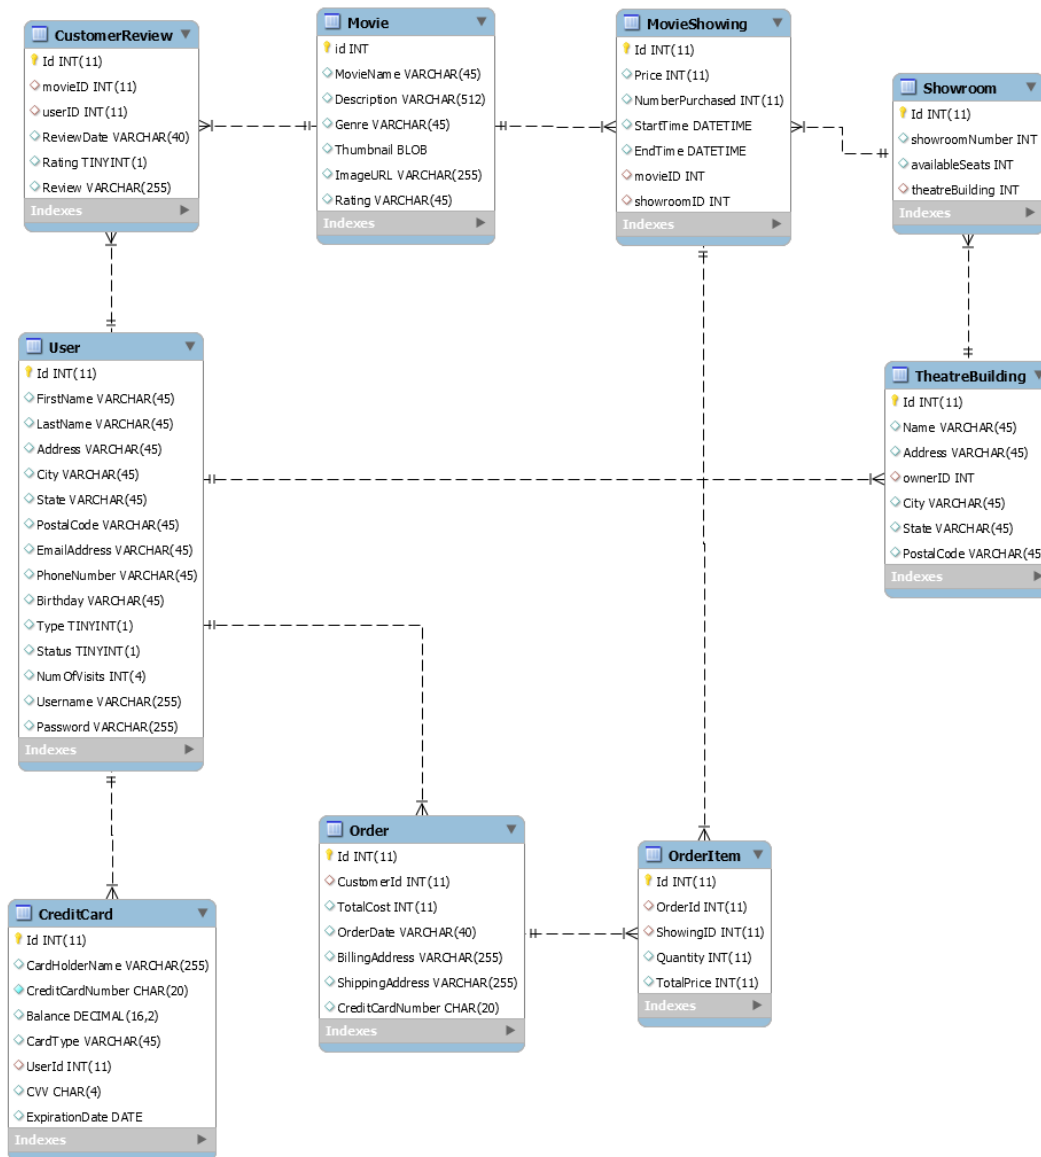 CustomerReview
Id INT(11)
movieID INT(11)
userID INT(11)
ReviewDate VARCHAR(40)
Rating TINYINT(1)
Review VARCHAR(255)
Indexes
Movie
id INT
MovieName VARCHAR(45)
Description VARCHAR(512)
Genre VARCHAR(45)
Thumbnail BLOB
ImageURL VARCHAR(255)
Rating VARCHAR(45)
Indexes
MovieShowing
Id INT(11)
Price INT(11)
NumberPurchased INT(11)
StartTime DATETIME
EndTime DATETIME
movieID INT
showroomID INT
Indexes
Showroom
Id INT(11)
showroomNumber INT
availableSeats INT
theatreBuilding INT
Indexes
User
Id INT(11)
FirstName VARCHAR(45)
LastName VARCHAR(45)
Address VARCHAR(45)
City VARCHAR(45)
State VARCHAR(45)
PostalCode VARCHAR(45)
EmailAddress VARCHAR(45)
PhoneNumber VARCHAR(45)
Birthday VARCHAR(45)
Type TINYINT(1)
Status TINYINT(1)
NumOfVisits INT(4)
Username VARCHAR(255)
Password VARCHAR(255)
Indexes
TheatreBuilding
Id INT(11)
Name VARCHAR(45)
Address VARCHAR(45)
ownerID INT
City VARCHAR(45)
State VARCHAR(45)
PostalCode VARCHAR(45
Indexes
Order
Id INT(11)
CustomerId INT(11)
TotalCost INT(11)
OrderDate VARCHAR(40)
BillingAddress VARCHAR(255)
ShippingAddress VARCHAR(255)
CreditCardNumber CHAR(20)
Indexes
OrderItem
Id INT(11)
OrderId INT(11)
ShowingID INT(11)
Quantity INT(11)
TotalPrice INT(11)
Indexes
CreditCard
Id INT(11)
CardHolderName VARCHAR(255)
CreditCardNumber CHAR(20)
Balance DECIMAL(16,2)
CardType VARCHAR(45)
UserId INT(11)
CVV CHAR(4)
ExpirationDate DATE
Indexes